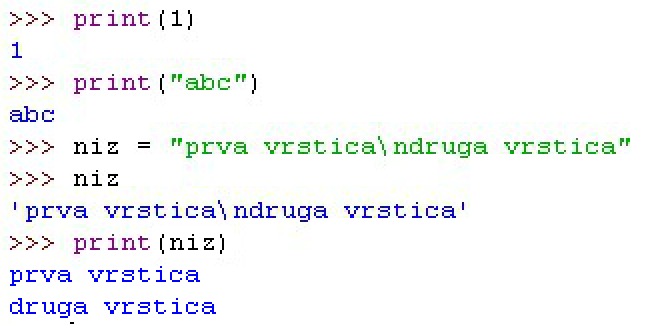 >>> print(1)
1
>>> print("abc")
abc
>>> niz = "prva vrstica\ndruga vrstica"
>>> niz
'prva vrstica\ndruga vrstica'
>>> print(niz)
prva vrstica
druga vrstica